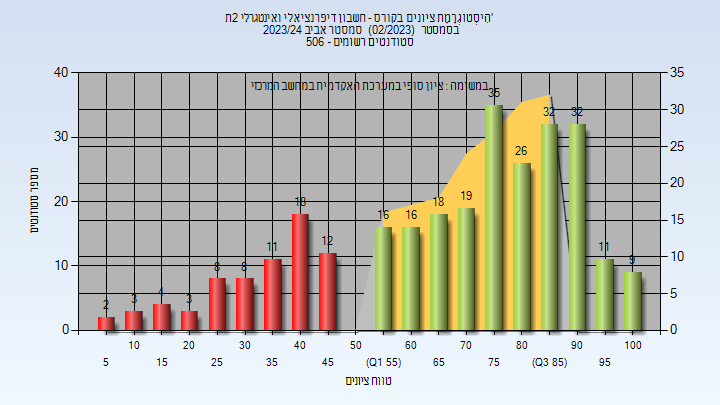 היסטוגרמת ציונים בקורס - חשבון דיפרנציאלי ואינטגרלי 2ת'
בסמסטר (02/2023) סמסטר אביב 2023/24
סטודנטים רשומים - 506
במשימה : ציון סופי במערכת האקדמית במחשב המרכזי
מספר סטודנטים
40 30 20 10 0
35 30 25 20 15 10 5 0
2 3 4 3 8 8 11 18 12 16 16 18 19 35 26 32 32 11 9
10 20 30 40 50 60 70 80 90 100
5 15 25 35 45 (Q1 55) 65 75 (Q3 85) 95
טווח ציונים